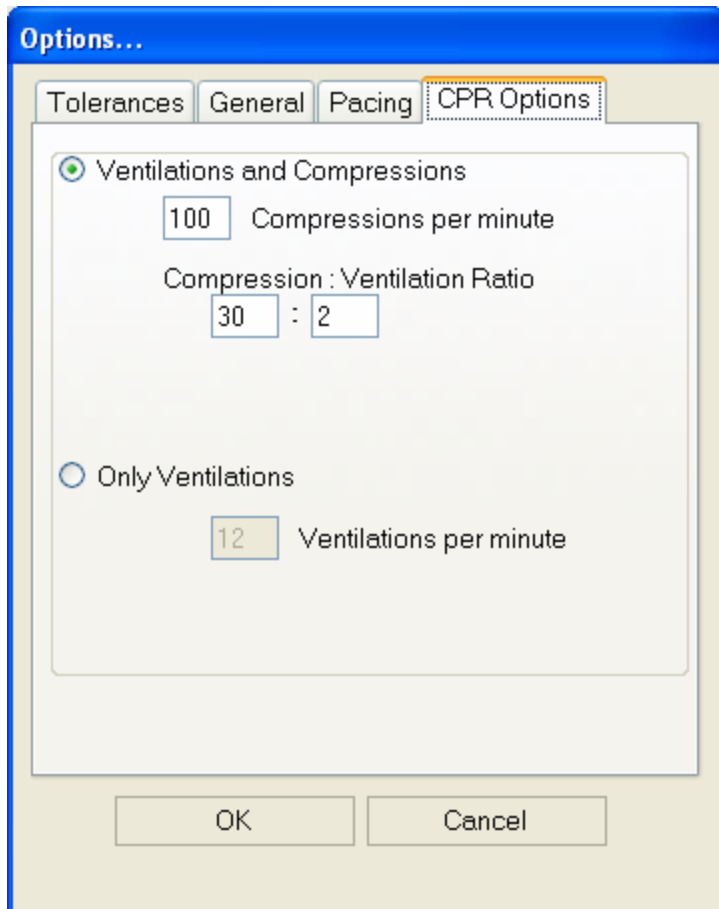 Options...
Tolerances General Pacing CPR Options
Ventilations and Compressions
100 Compressions per minute
Compression : Ventilation Ratio
30 : 2
Only Ventilations
12 Ventilations per minute
OK Cancel